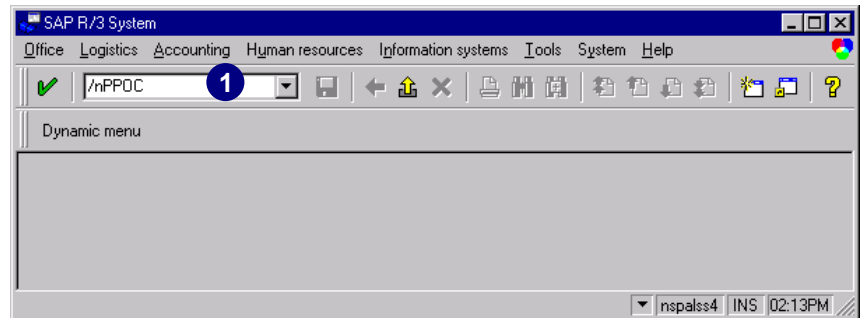 SAP R/3 System
Office Logistics Accounting Human resources Information systems Tools System Help
/nPPOC 1
Dynamic menu
nspalss4 INS 02:13PM